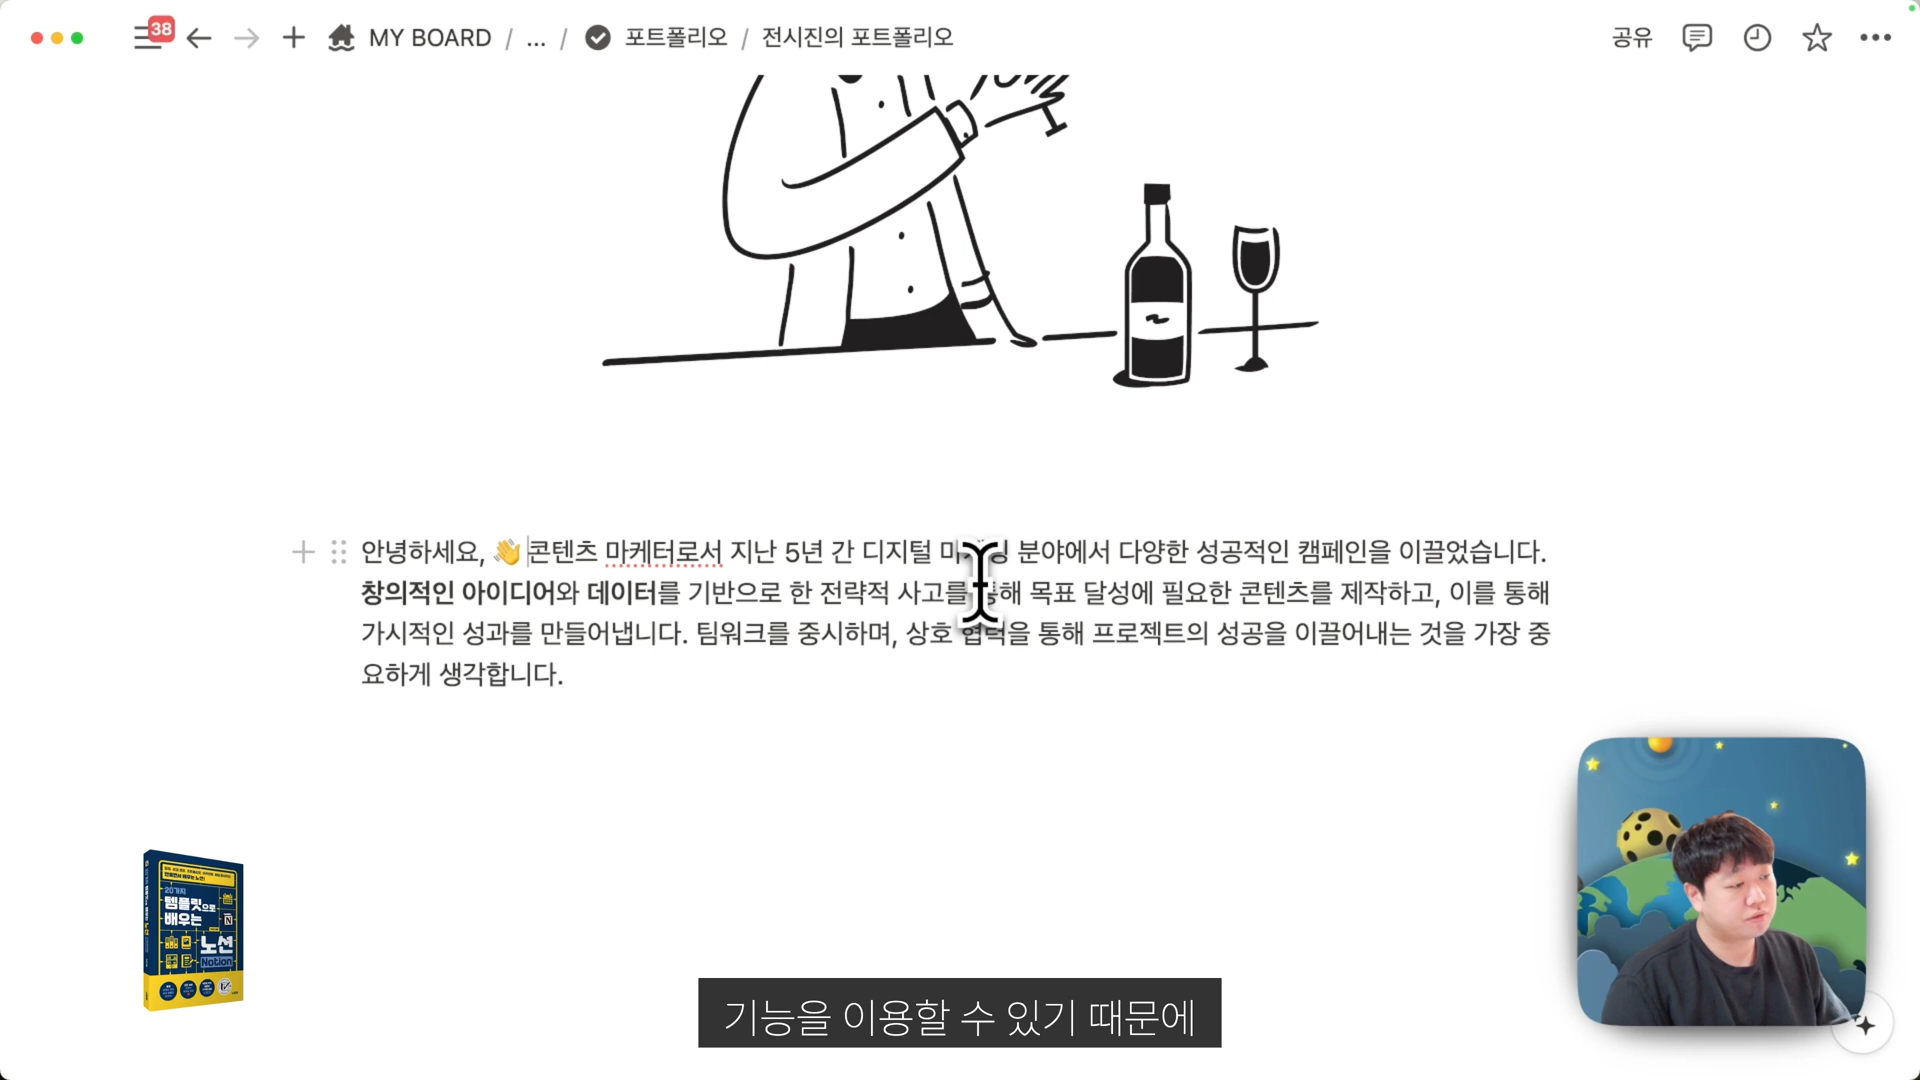 38
MY BOARD / ... / 포트폴리오 / 전시진의 포트폴리오
공유
안녕하세요, 👋 콘텐츠 마케터로서 지난 5년 간 디지털 분야에서 다양한 성공적인 캠페인을 이끌었습니다.
창의적인 아이디어와 데이터를 기반으로 한 전략적 사고를 통해 목표 달성에 필요한 콘텐츠를 제작하고, 이를 통해
가시적인 성과를 만들어냅니다. 팀워크를 중시하며, 상호 협력을 통해 프로젝트의 성공을 이끌어내는 것을 가장 중
요하게 생각합니다.
20가지
템플릿으로
배우는
노션
Notion
기능을 이용할 수 있기 때문에